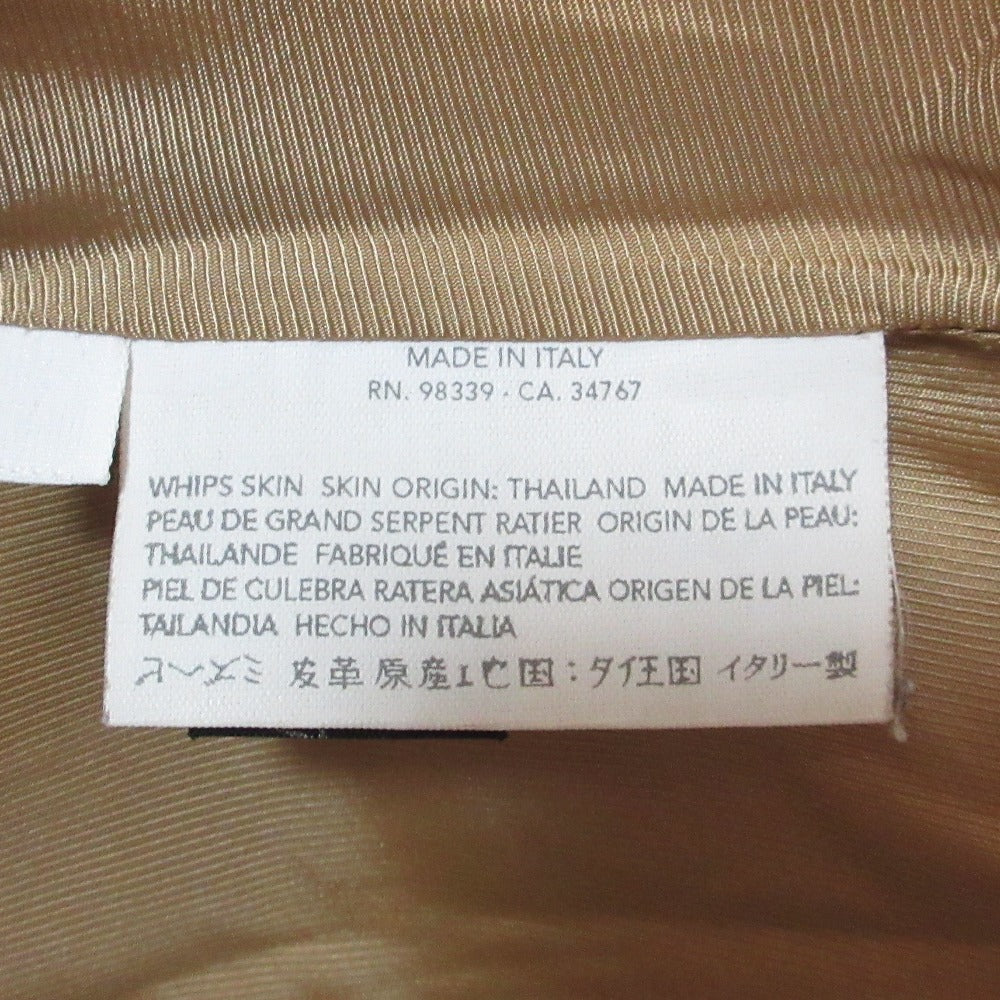 MADE IN ITALY
RN. 98339 - CA. 34767
WHIPS SKIN SKIN ORIGIN: THAILAND MADE IN ITALY
PEAU DE GRAND SERPENT RATIER ORIGIN DE LA PEAU:
THAILANDE FABRIQUÉ EN ITALIE
PIEL DE CULEBRA RATERA ASIÁTICA ORIGEN DE LA PIEL:
TAILANDIA HECHO IN ITALIA
皮革原産国:タイ王国 イタリー製